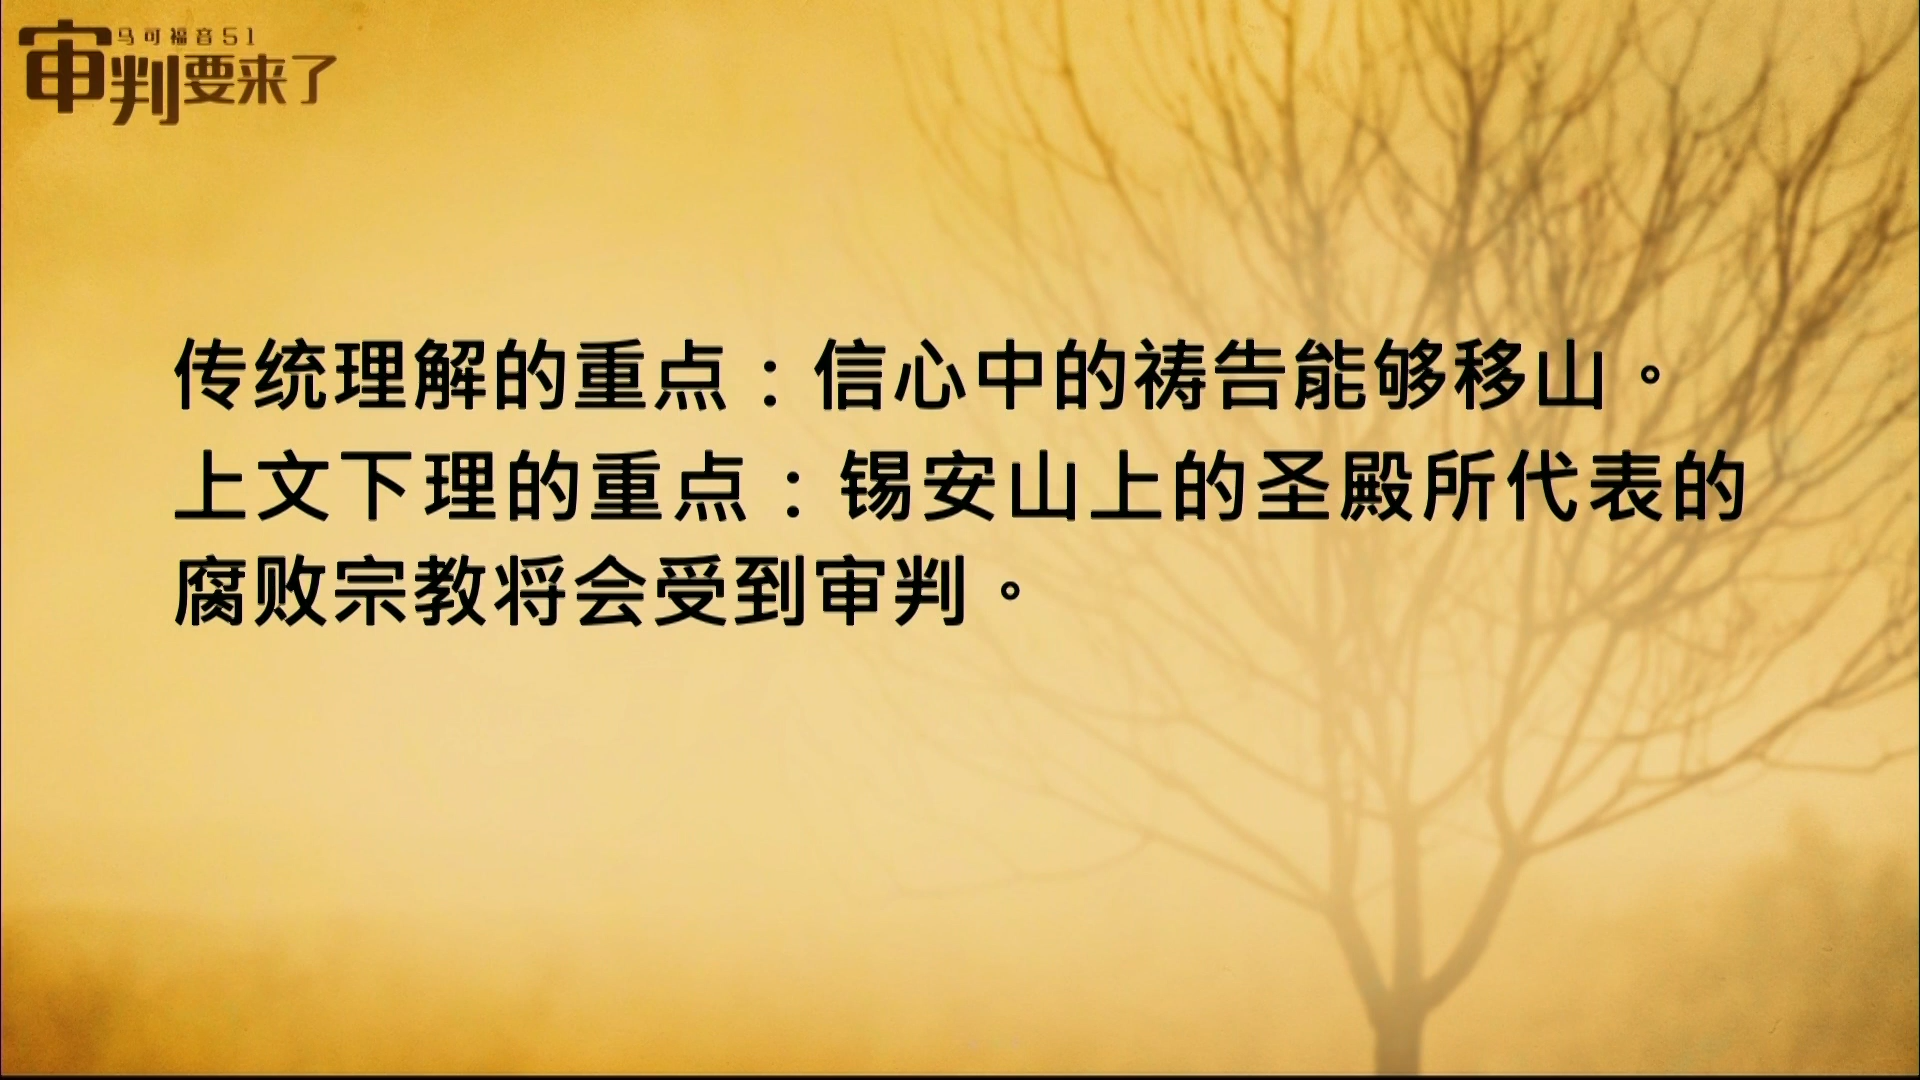 马可福音51
审判要来了
传统理解的重点：信心中的祷告能够移山。
上文下理的重点：锡安山上的圣殿所代表的
腐败宗教将会受到审判。